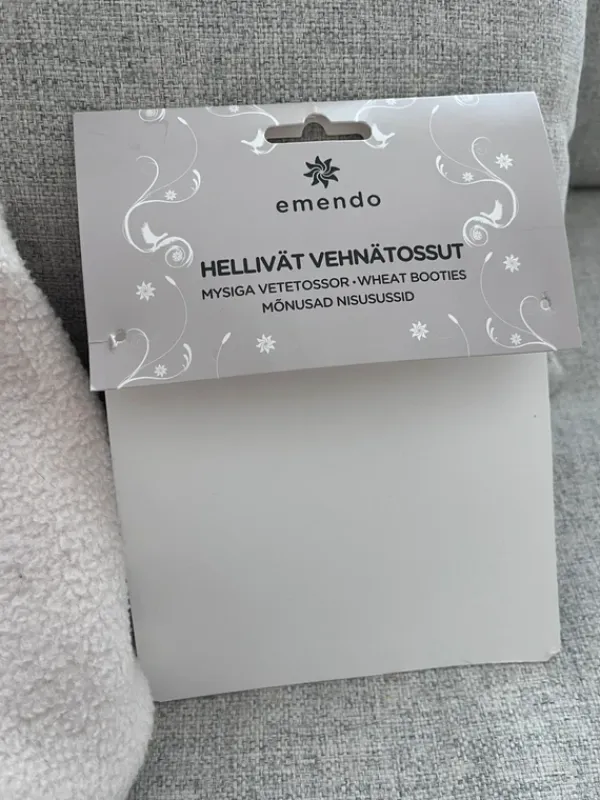 emendo
HELLIVÄT VEHNÄTOSSUT
MYSIGA VETETOSSOR • WHEAT BOOTIES
MÕNUSAD NISUSUSSID